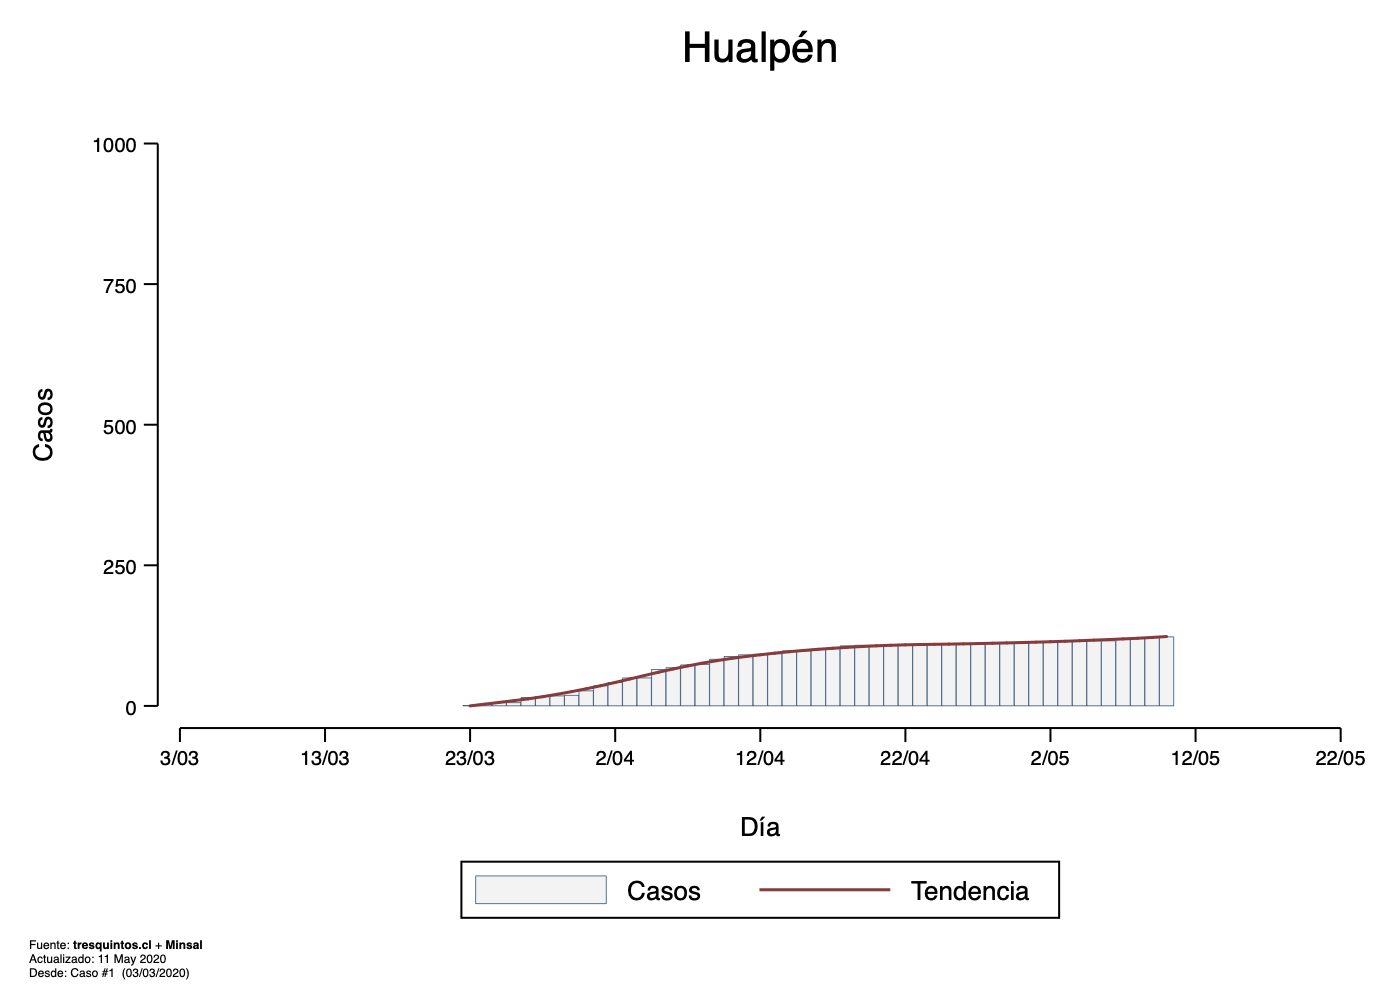 Hualpén
1000
750
500
250
0
Casos
3/03
13/03
23/03
2/04
12/04
22/04
2/05
12/05
22/05
Día
Casos
Tendencia
Fuente: tresquintos.cl + Minsal
Actualizado: 11 May 2020
Desde: Caso #1 (03/03/2020)